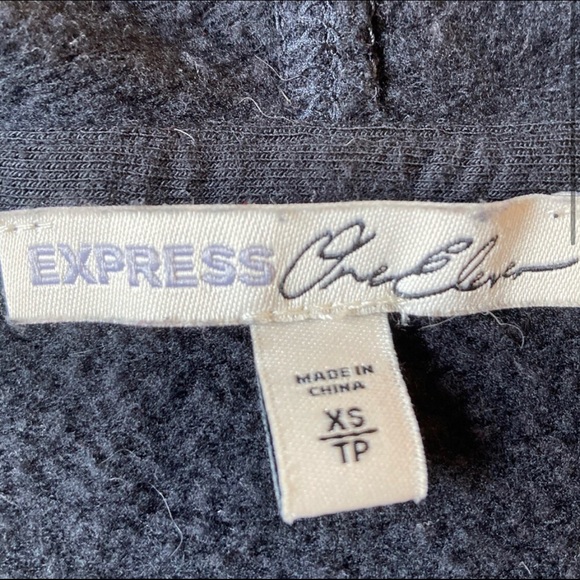 EXPRESS One Eleven
MADE IN
CHINA
XS
TP